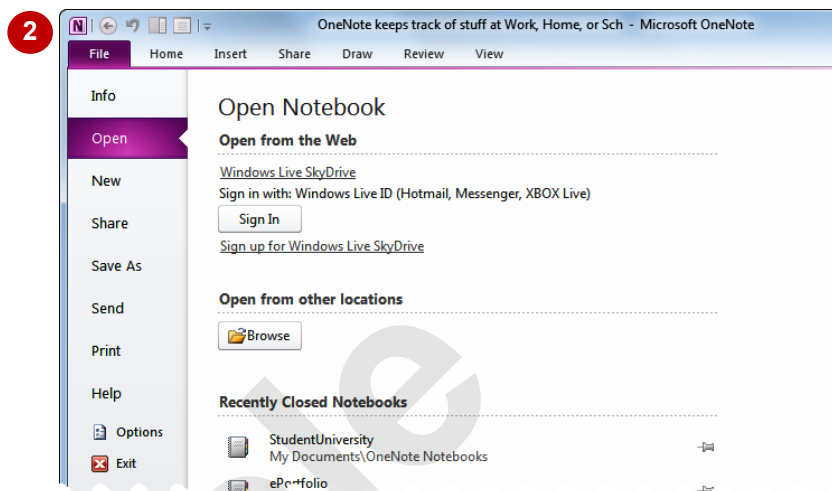 2
OneNote keeps track of stuff at Work, Home, or Sch - Microsoft OneNote
File Home Insert Share Draw Review View
Info
Open
New
Share
Save As
Send
Print
Help
Options
Exit
Open Notebook
Open from the Web
Windows Live SkyDrive
Sign in with: Windows Live ID (Hotmail, Messenger, XBOX Live)
Sign In
Sign up for Windows Live SkyDrive
Open from other locations
Browse
Recently Closed Notebooks
StudentUniversity
My Documents\OneNote Notebooks
ePortfolio